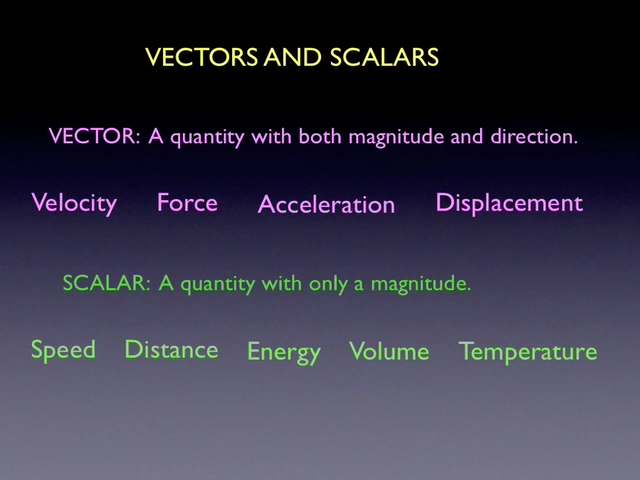 VECTORS AND SCALARS
VECTOR: A quantity with both magnitude and direction.
Velocity Force Acceleration Displacement
SCALAR: A quantity with only a magnitude.
Speed Distance Energy Volume Temperature